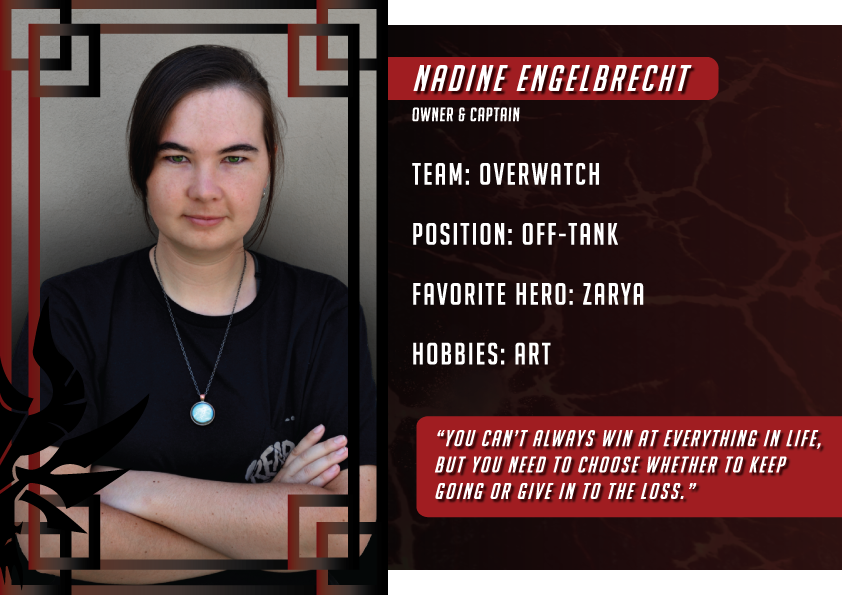 NADINE ENGELBRECHT
OWNER & CAPTAIN
TEAM: OVERWATCH
POSITION: OFF-TANK
FAVORITE HERO: ZARYA
HOBBIES: ART
“YOU CAN’T ALWAYS WIN AT EVERYTHING IN LIFE,
BUT YOU NEED TO CHOOSE WHETHER TO KEEP
GOING OR GIVE IN TO THE LOSS.”